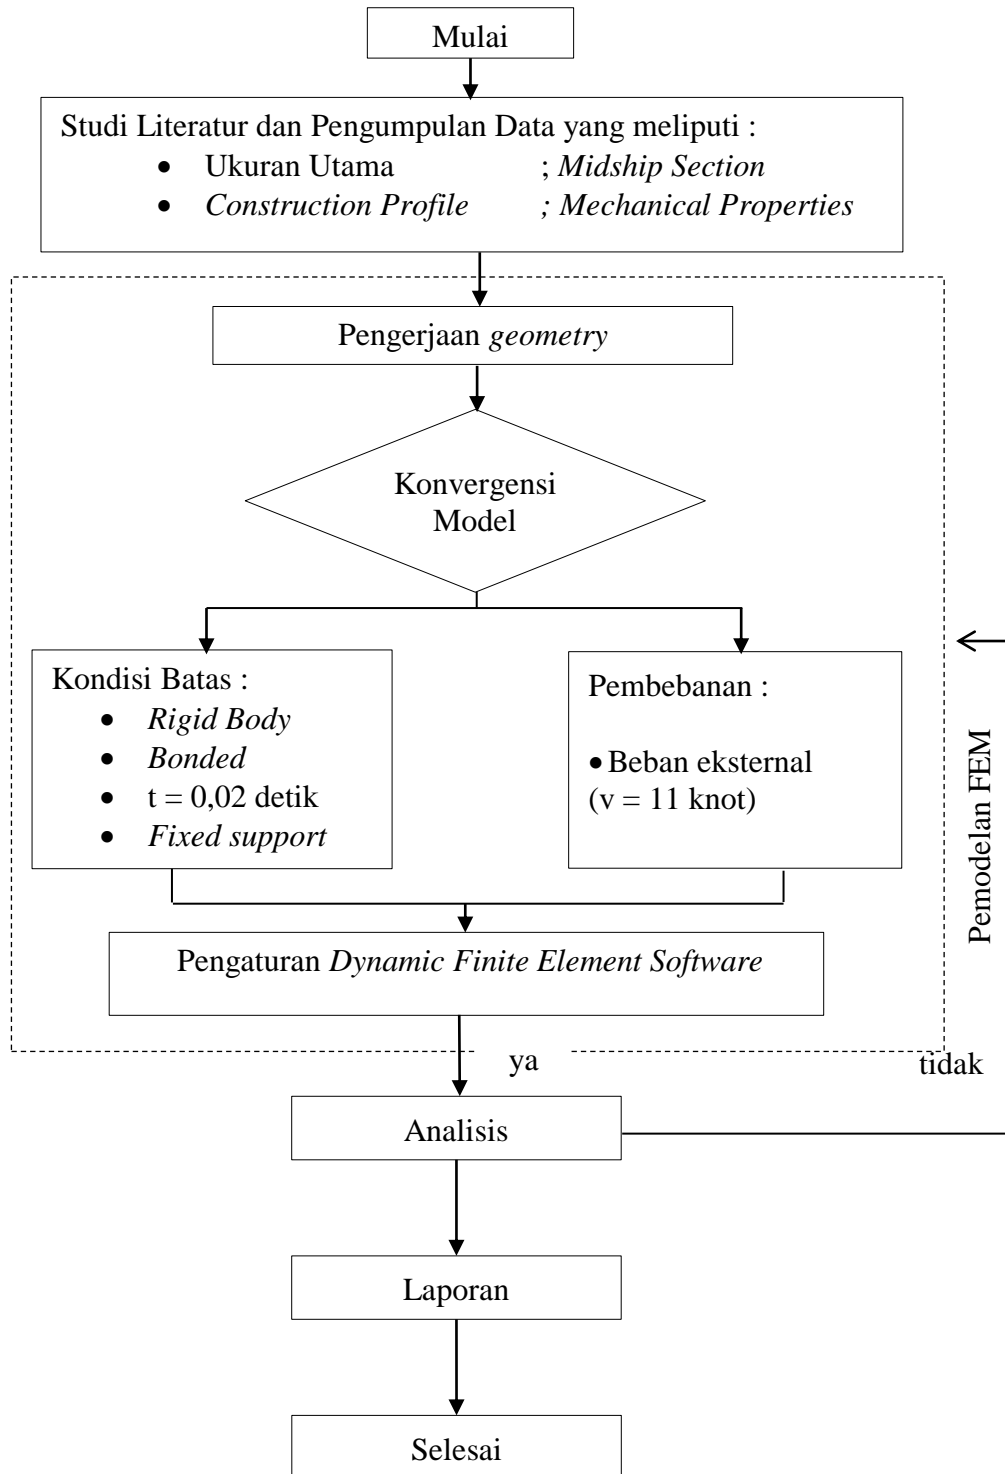 Mulai
Studi Literatur dan Pengumpulan Data yang meliputi :
• Ukuran Utama ; Midship Section
• Construction Profile ; Mechanical Properties
Pengerjaan geometry
Konvergensi
Model
Kondisi Batas :
• Rigid Body
• Bonded
• t = 0,02 detik
• Fixed support
Pembebanan :
• Beban eksternal
(v = 11 knot)
Pemodelan FEM
Pengaturan Dynamic Finite Element Software
ya
tidak
Analisis
Laporan
Selesai